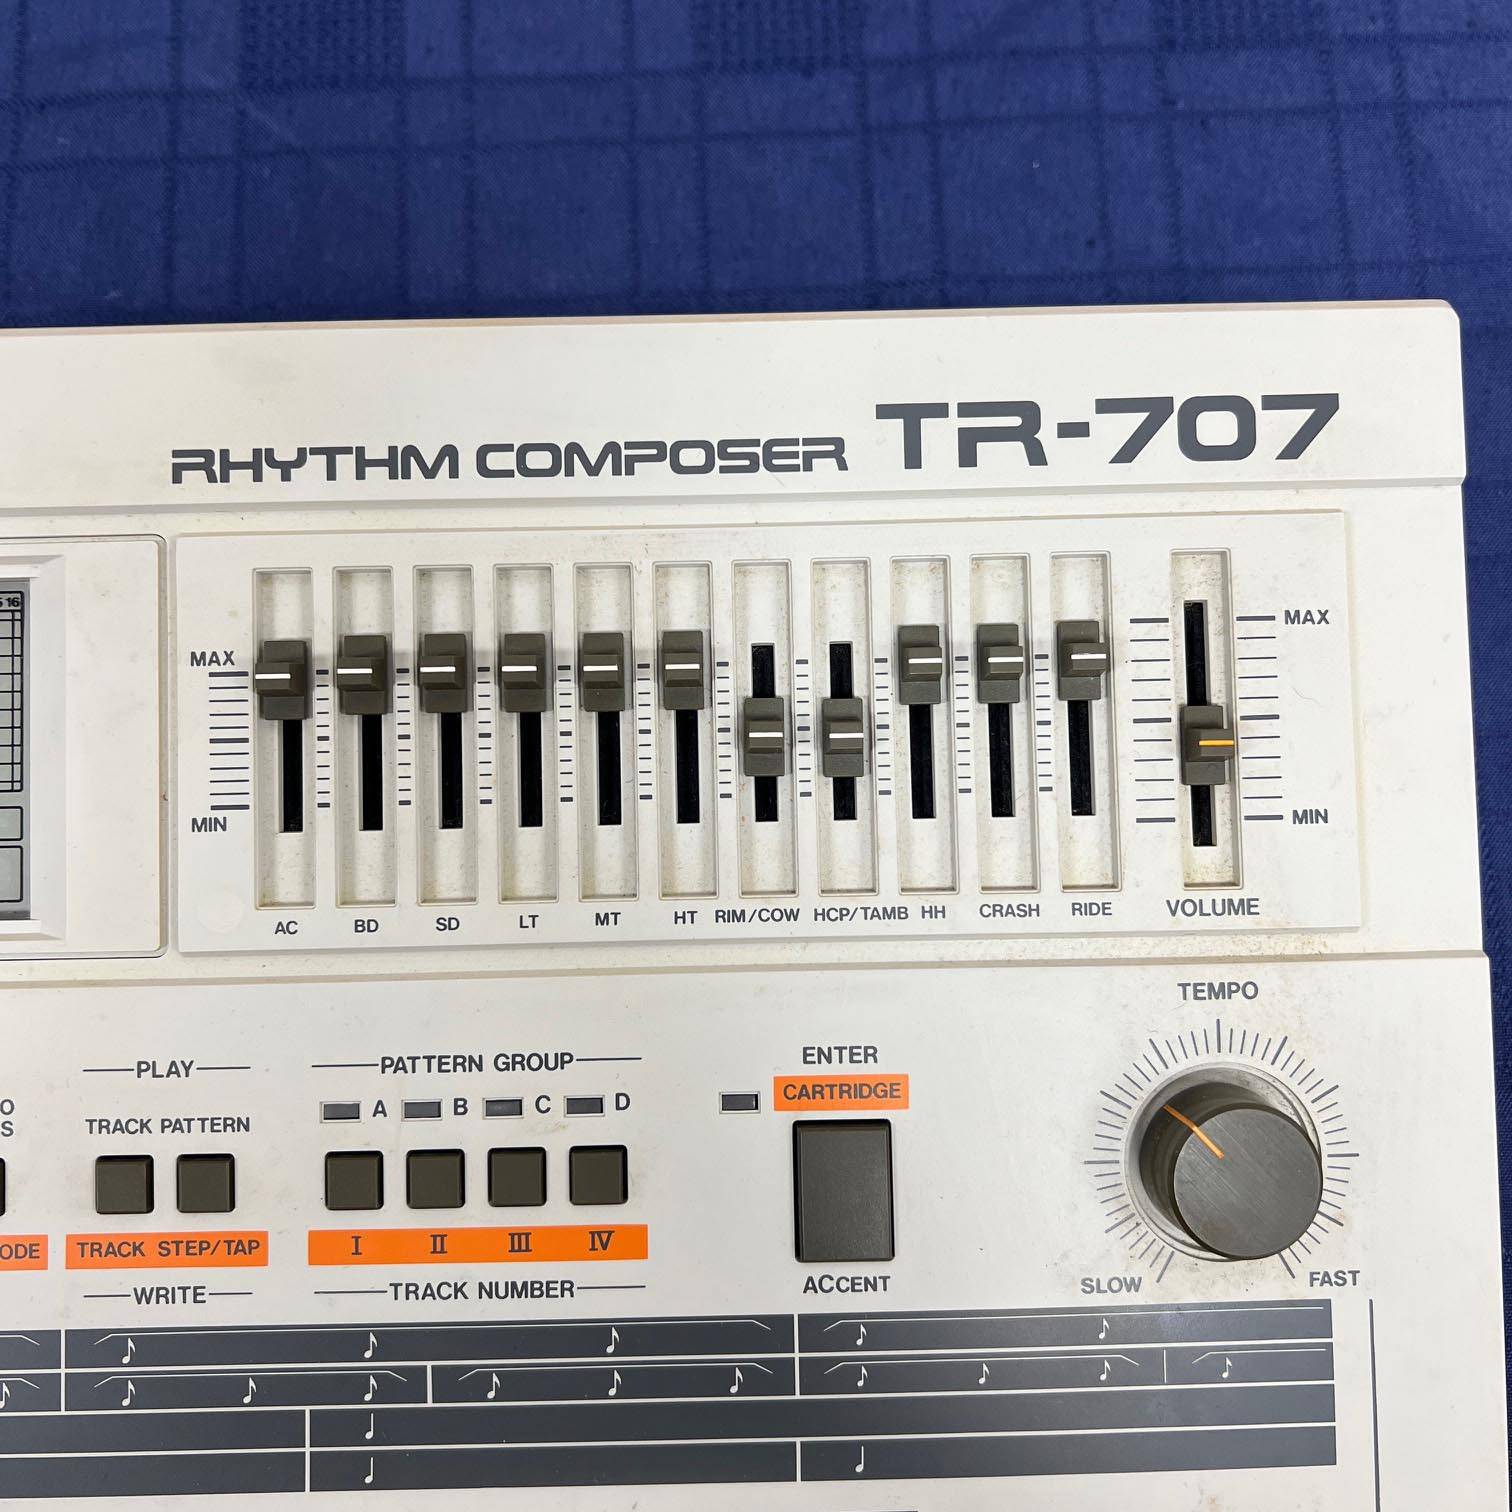 RHYTHM COMPOSER TR-707
16
MAX
MIN
MAX
MIN
AC BD SD LT MT HT RIM/COW HCP/TAMB HH CRASH RIDE VOLUME
TEMPO
SLOW FAST
PLAY
TRACK PATTERN
TRACK STEP/TAP
WRITE
PATTERN GROUP
A B C D
I II III IV
TRACK NUMBER
ENTER
CARTRIDGE
ACCENT